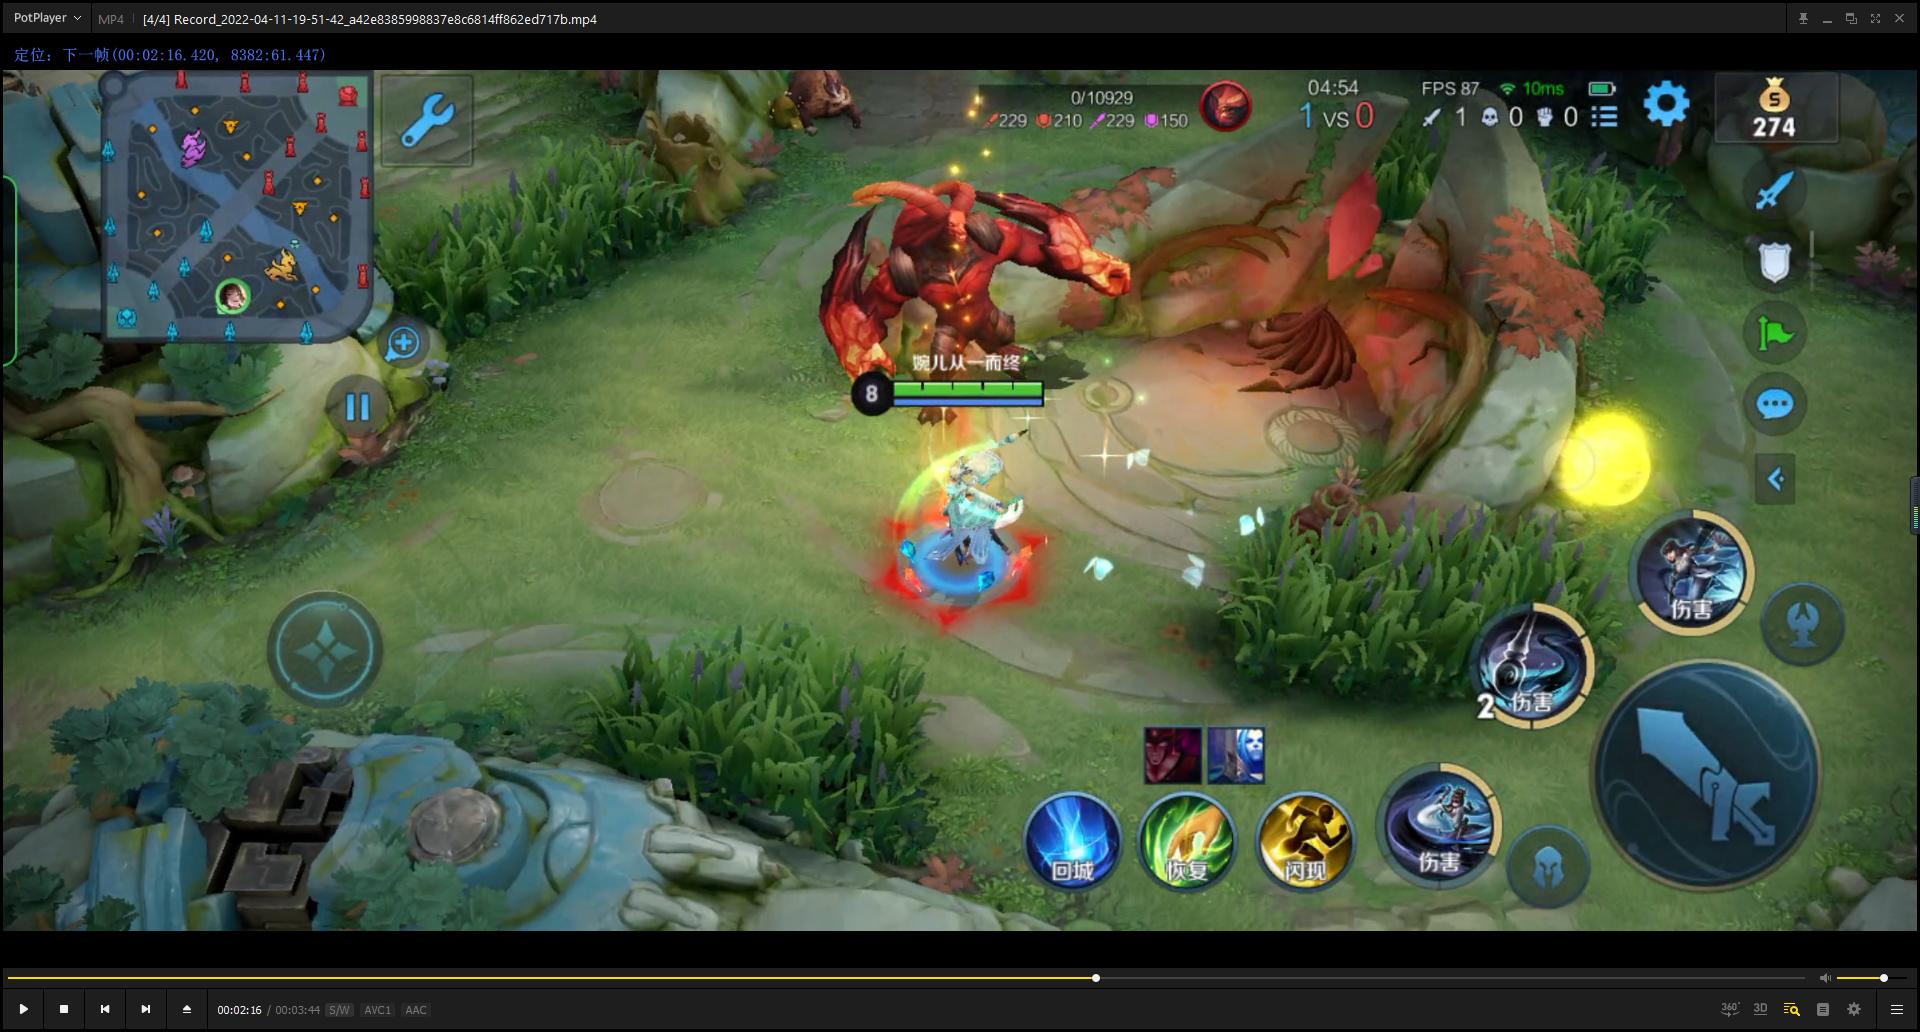 PotPlayer MP4 [4/4] Record_2022-04-11-19-51-42_a42e8385998837e8c6814ff862ed717b.mp4
定位：下一帧(00:02:16.420, 8382:61.447)
0/10929
229 210 229 150
04:54
1 VS 0
FPS 87 10ms
1 0 0
S
274
婉儿从一而终
8
伤害
2 伤害
伤害
回城 恢复 闪现
00:02:16 / 00:03:44 S/W AVC1 AAC
360° 3D